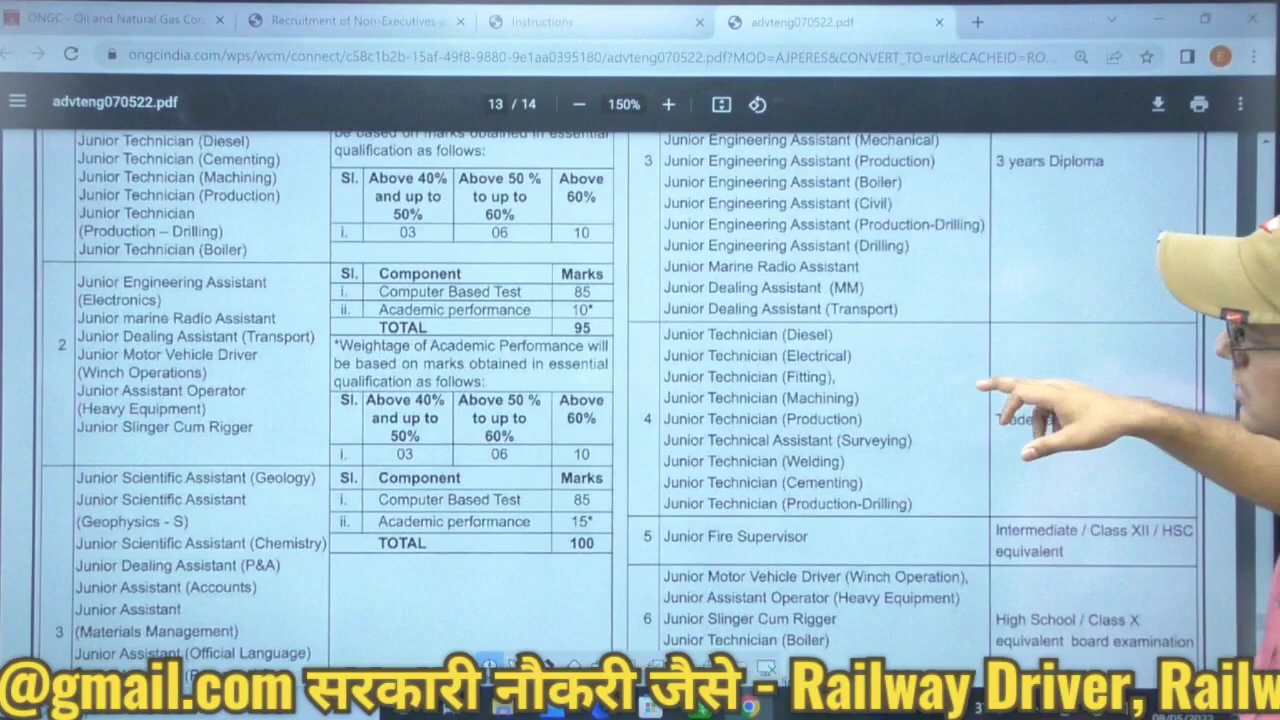 ONGC - Oil and Natural Gas Cor
Recruitment of Non-Executives
Instructions
advteng070522.pdf
ongcindia.com/wps/wcm/connect/c58c1b2b-15af-49f8-9880-9e1aa0395180/advteng070522.pdf?MOD=AJPERES&CONVERT_TO=url&CACHEID=RO...
advteng070522.pdf
13 / 14
150%
Junior Technician (Diesel)
Junior Technician (Cementing)
Junior Technician (Machining)
Junior Technician (Production)
Junior Technician
(Production – Drilling)
Junior Technician (Boiler)
be based on marks obtained in essential
qualification as follows:
Sl. Above 40% and up to 50% Above 50 % to up to 60% Above 60%
i. 03 06 10
2
Junior Engineering Assistant
(Electronics)
Junior marine Radio Assistant
Junior Dealing Assistant (Transport)
Junior Motor Vehicle Driver
(Winch Operations)
Junior Assistant Operator
(Heavy Equipment)
Junior Slinger Cum Rigger
Sl. Component Marks
i. Computer Based Test 85
ii. Academic performance 10*
TOTAL 95
*Weightage of Academic Performance will
be based on marks obtained in essential
qualification as follows:
Sl. Above 40% and up to 50% Above 50 % to up to 60% Above 60%
i. 03 06 10
3
Junior Scientific Assistant (Geology)
Junior Scientific Assistant
(Geophysics - S)
Junior Scientific Assistant (Chemistry)
Junior Dealing Assistant (P&A)
Junior Assistant (Accounts)
Junior Assistant
(Materials Management)
Junior Assistant (Official Language)
Sl. Component Marks
i. Computer Based Test 85
ii. Academic performance 15*
TOTAL 100
3
Junior Engineering Assistant (Mechanical)
Junior Engineering Assistant (Production)
Junior Engineering Assistant (Boiler)
Junior Engineering Assistant (Civil)
Junior Engineering Assistant (Production-Drilling)
Junior Engineering Assistant (Drilling)
Junior Marine Radio Assistant
Junior Dealing Assistant (MM)
Junior Dealing Assistant (Transport)
3 years Diploma
4
Junior Technician (Diesel)
Junior Technician (Electrical)
Junior Technician (Fitting),
Junior Technician (Machining)
Junior Technician (Production)
Junior Technical Assistant (Surveying)
Junior Technician (Welding)
Junior Technician (Cementing)
Junior Technician (Production-Drilling)
5 Junior Fire Supervisor
Intermediate / Class XII / HSC
equivalent
6
Junior Motor Vehicle Driver (Winch Operation),
Junior Assistant Operator (Heavy Equipment)
Junior Slinger Cum Rigger
Junior Technician (Boiler)
High School / Class X
equivalent board examination
@gmail.com सरकारी नौकरी जैसे - Railway Driver, Railw